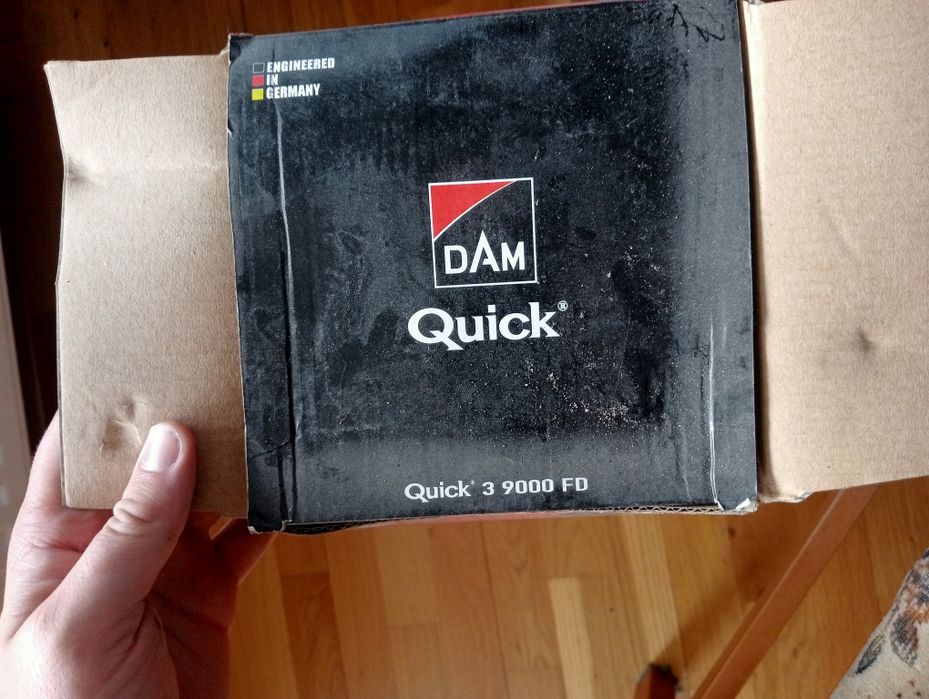 ENGINEERED
IN
GERMANY
DAM
Quick®
Quick® 3 9000 FD